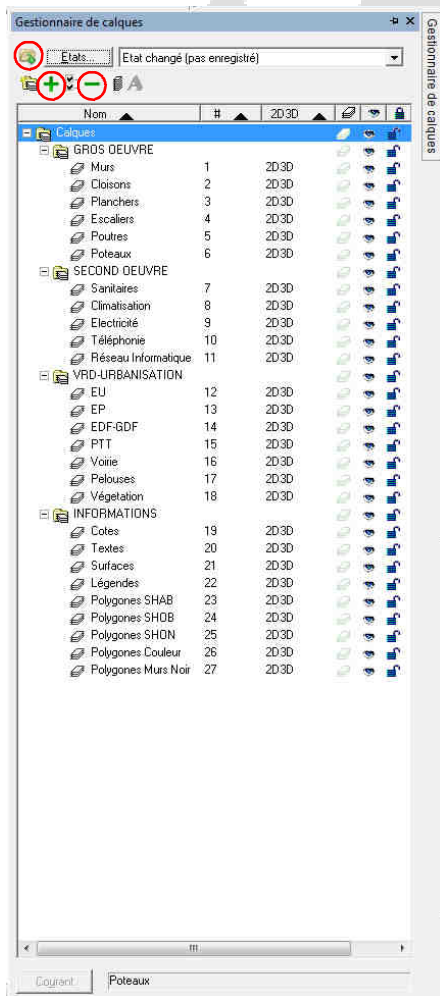 Gestionnaire de calques
Gestionnaire de calques
Etats...
Etat changé (pas enregistré)
A
Nom # 2D3D
Calques
GROS OEUVRE
Murs 1 2D3D
Cloisons 2 2D3D
Planchers 3 2D3D
Escaliers 4 2D3D
Poutres 5 2D3D
Poteaux 6 2D3D
SECOND OEUVRE
Sanitaires 7 2D3D
Climatisation 8 2D3D
Electricité 9 2D3D
Téléphonie 10 2D3D
Réseau Informatique 11 2D3D
VRD-URBANISATION
EU 12 2D3D
EP 13 2D3D
EDF-GDF 14 2D3D
PTT 15 2D3D
Voirie 16 2D3D
Pelouses 17 2D3D
Végetation 18 2D3D
INFORMATIONS
Cotes 19 2D3D
Textes 20 2D3D
Surfaces 21 2D3D
Légendes 22 2D3D
Polygones SHAB 23 2D3D
Polygones SHOB 24 2D3D
Polygones SHON 25 2D3D
Polygones Couleur 26 2D3D
Polygones Murs Noir 27 2D3D
Courant Poteaux